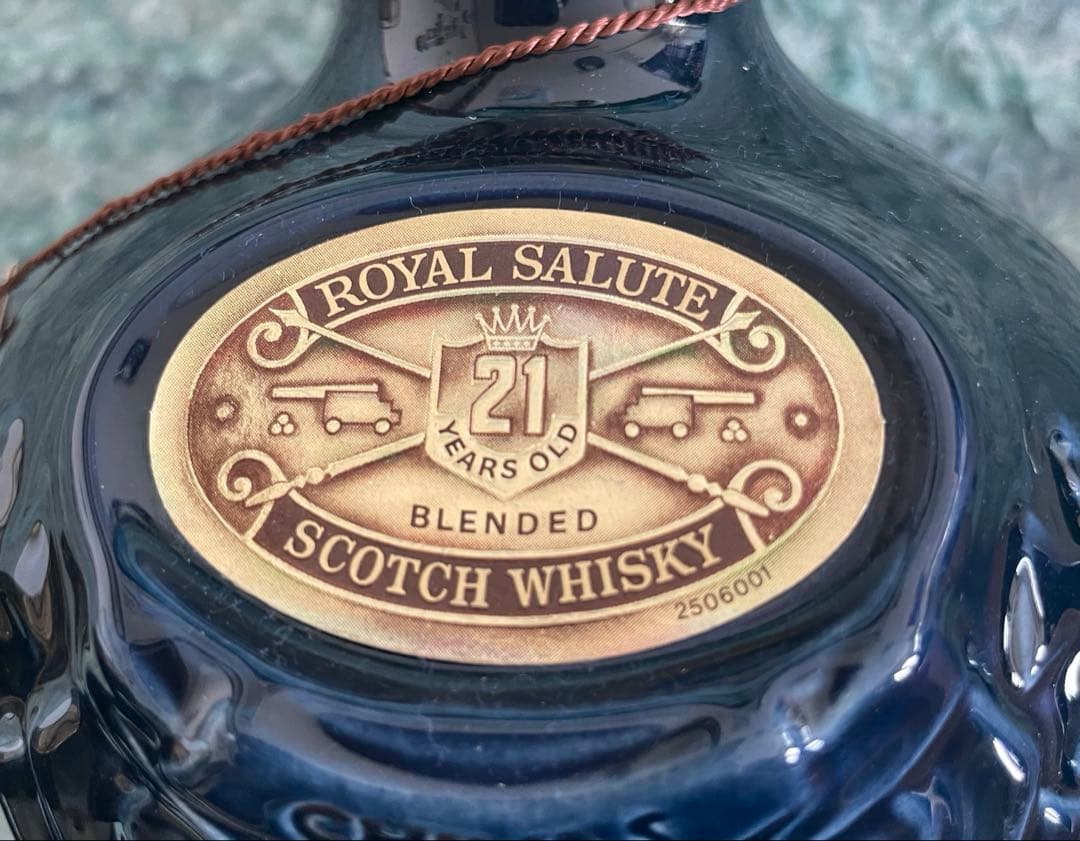 ROYAL SALUTE
21
YEARS OLD
BLENDED
SCOTCH WHISKY
2506001